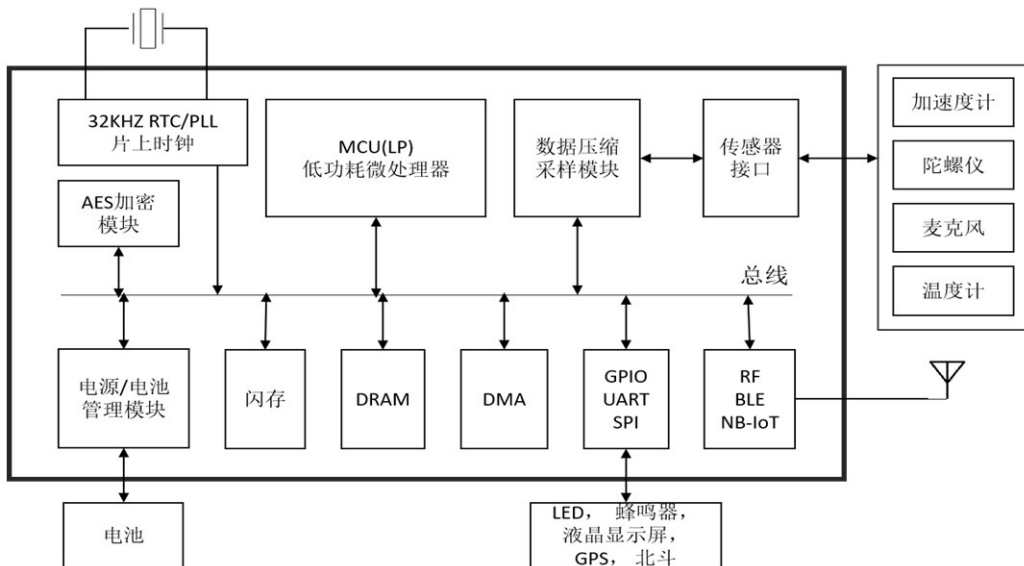 32KHZ RTC/PLL
片上时钟
MCU(LP)
低功耗微处理器
数据压缩
采样模块
传感器
接口
加速度计
陀螺仪
麦克风
温度计
AES加密
模块
总线
电源/电池
管理模块
闪存
DRAM
DMA
GPIO
UART
SPI
RF
BLE
NB-IoT
电池
LED， 蜂鸣器，
液晶显示屏，
GPS， 北斗